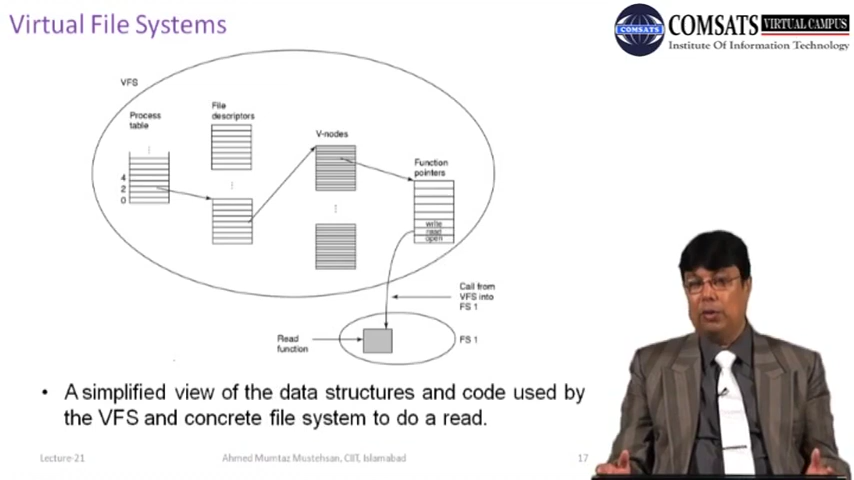 Virtual File Systems
COMSATS
COMSATS VIRTUAL CAMPUS
Institute Of Information Technology
VFS
Process
table
File
descriptors
V-nodes
Function
pointers
4
2
0
write
read
open
Call from
VFS into
FS 1
Read
function
FS 1
• A simplified view of the data structures and code used by
the VFS and concrete file system to do a read.
Lecture-21
Ahmed Mumtaz Mustehsan, CIIT, Islamabad
17